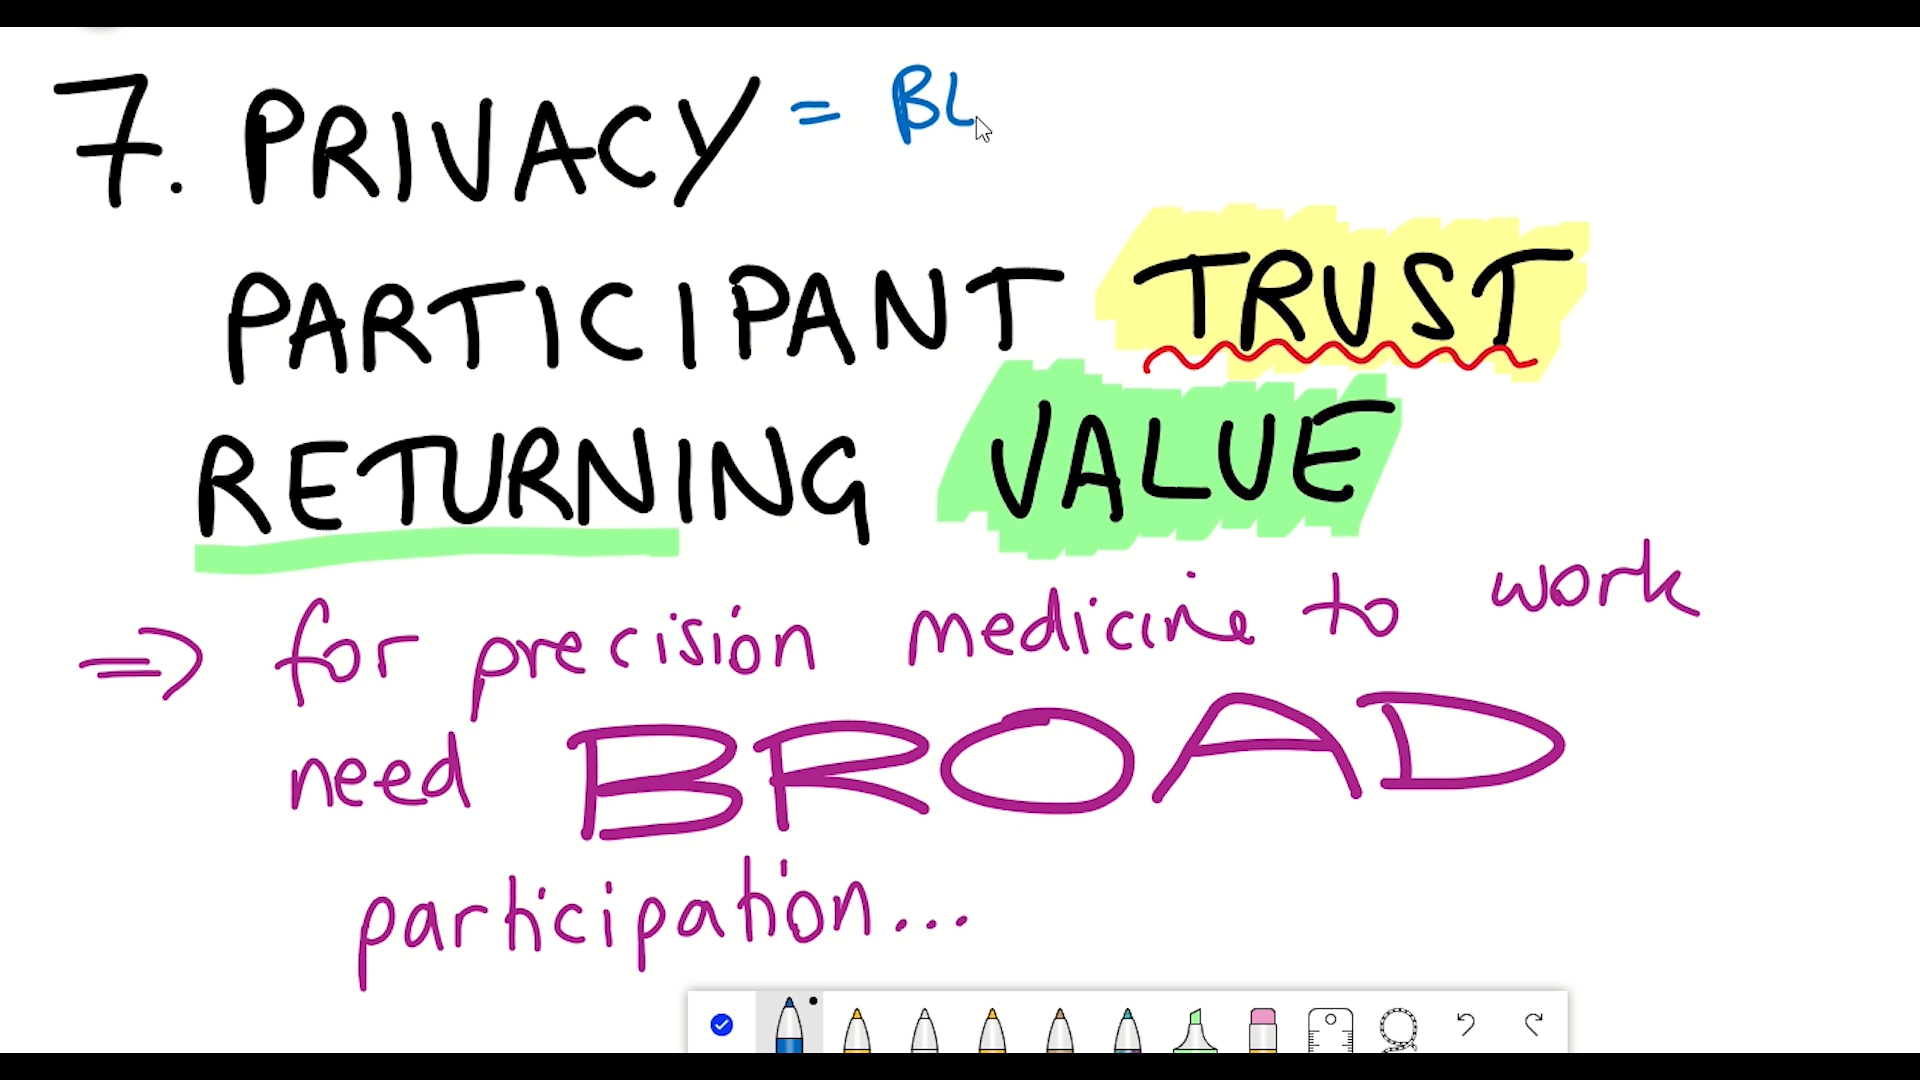 7. PRIVACY = BL
PARTICIPANT TRUST
RETURNING VALUE
=> for precision medicine to work
need BROAD
participation...